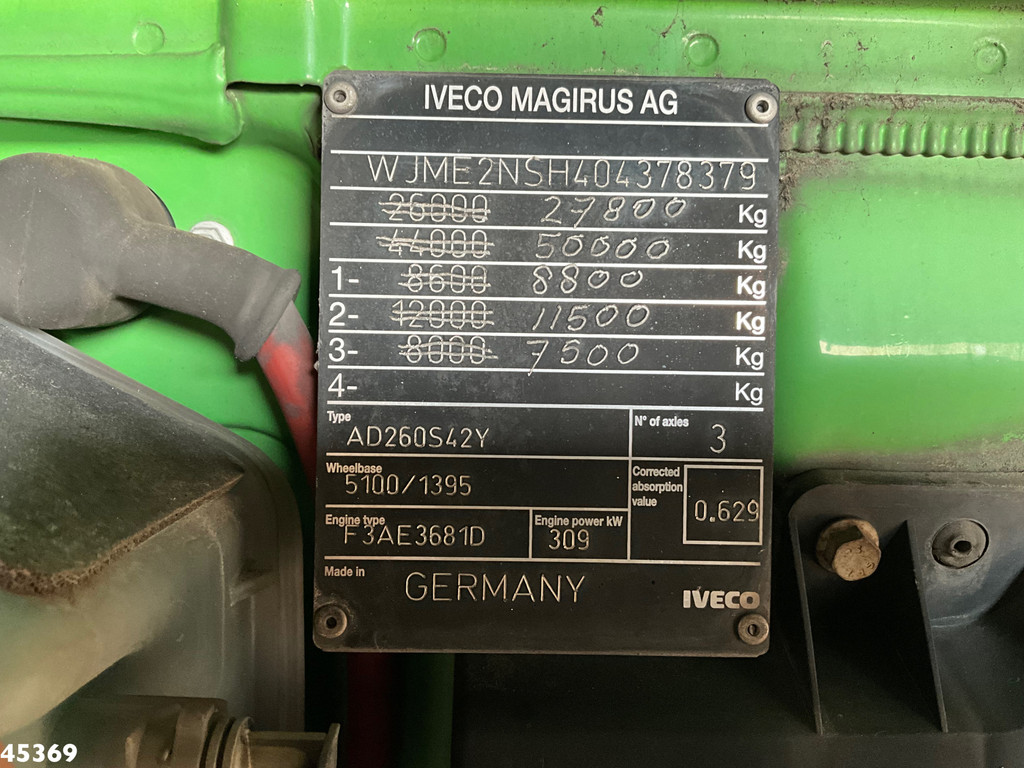 IVECO MAGIRUS AG
WJME2NSH404378379
26000 27800 Kg
44000 50000 Kg
1- 8600 8800 Kg
2- 12000 11500 Kg
3- 8000 7500 Kg
4- Kg
Type
AD260S42Y
N° of axles
3
Wheelbase
5100/1395
Corrected
absorption
value
0.629
Engine type
F3AE3681D
Engine power kW
309
Made in
GERMANY
IVECO
45369